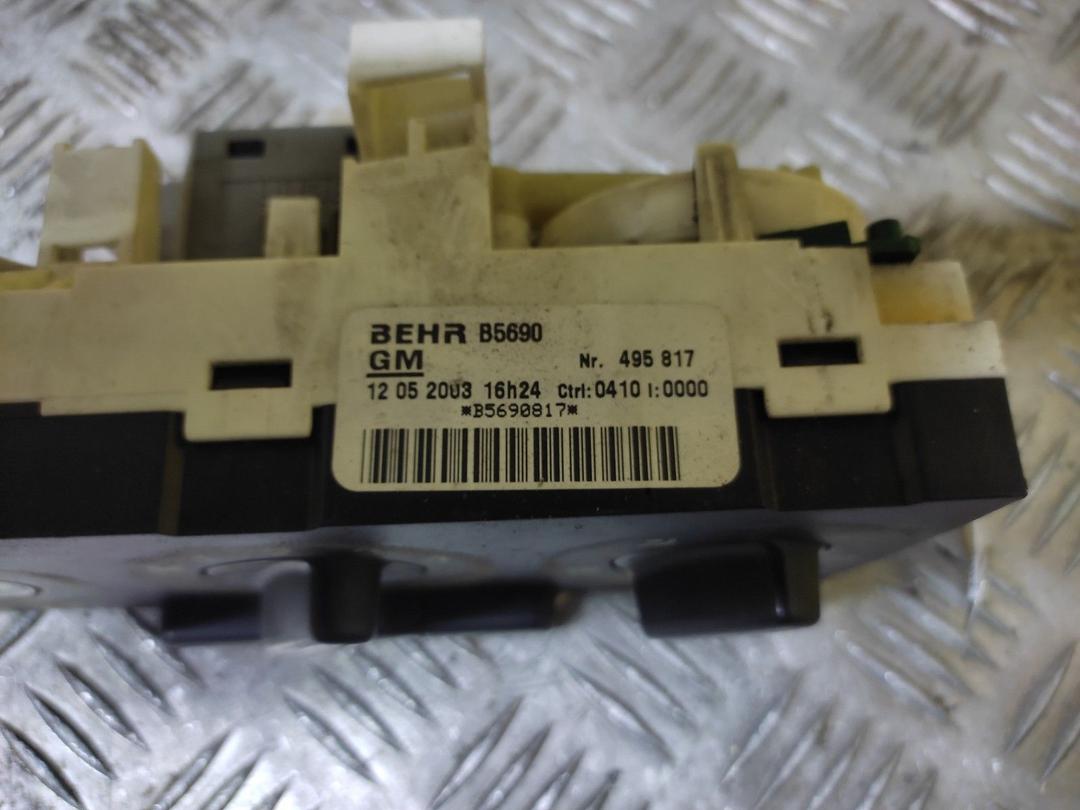 BEHR B5690
GM Nr. 495 817
12 05 2003 16h24 Ctrl:0410 I:0000
*B5690817*